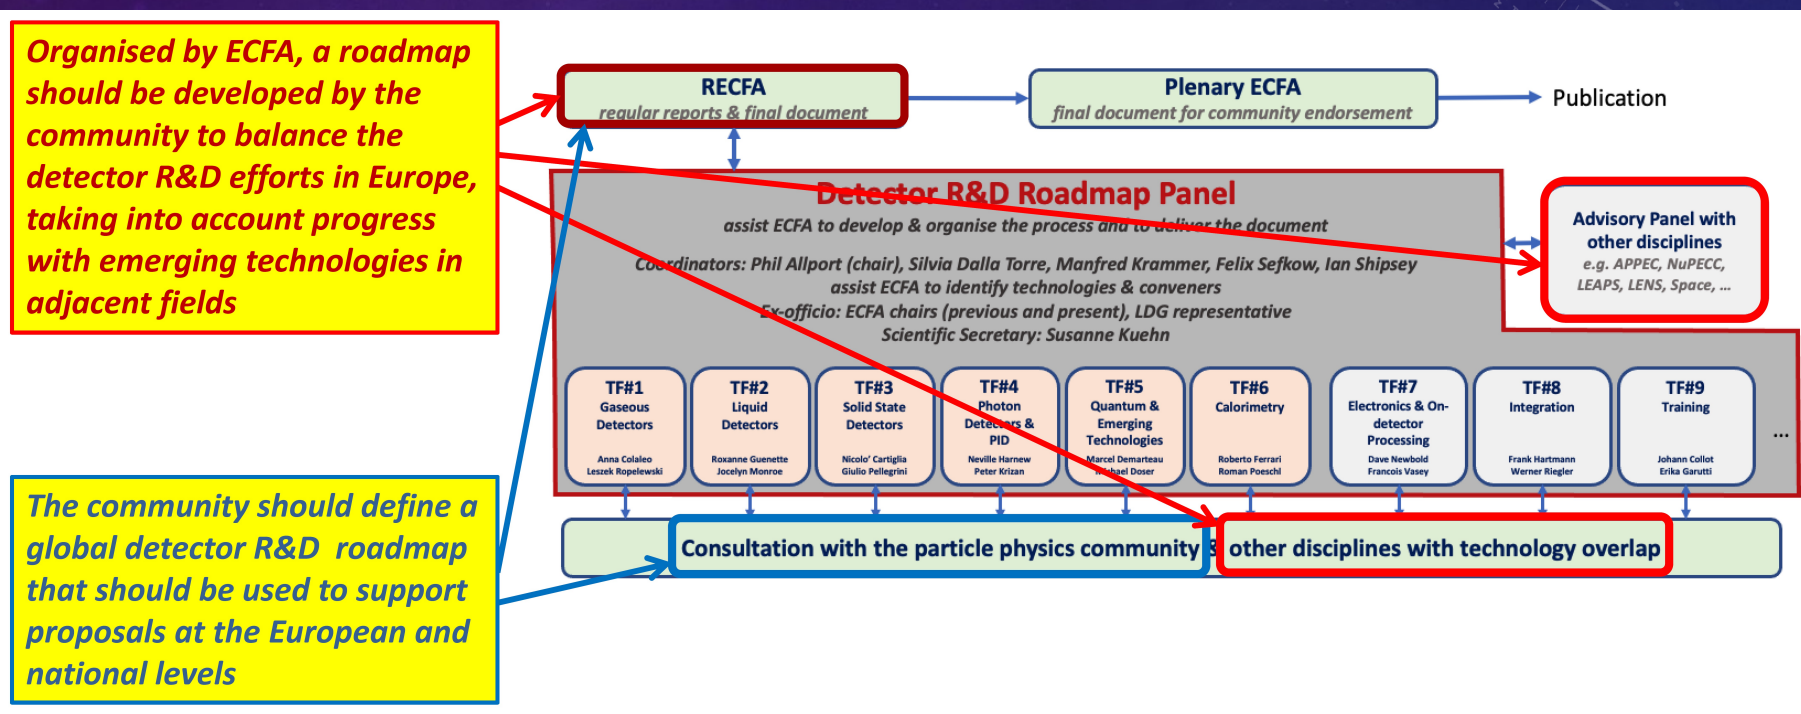 Organised by ECFA, a roadmap
should be developed by the
community to balance the
detector R&D efforts in Europe,
taking into account progress
with emerging technologies in
adjacent fields
The community should define a
global detector R&D roadmap
that should be used to support
proposals at the European and
national levels
RECFA
regular reports & final document
Plenary ECFA
final document for community endorsement
Publication
Detector R&D Roadmap Panel
assist ECFA to develop & organise the process and to deliver the document
Coordinators: Phil Allport (chair), Silvia Dalla Torre, Manfred Krammer, Felix Sefkow, Ian Shipsey
assist ECFA to identify technologies & conveners
Ex-officio: ECFA chairs (previous and present), LDG representative
Scientific Secretary: Susanne Kuehn
Advisory Panel with
other disciplines
e.g. APPEC, NuPECC,
LEAPS, LENS, Space, ...
TF#1
Gaseous
Detectors
Anna Colaleo
Leszek Ropelewski
TF#2
Liquid
Detectors
Roxanne Guenette
Jocelyn Monroe
TF#3
Solid State
Detectors
Nicolo' Cartiglia
Giulio Pellegrini
TF#4
Photon
Detectors &
PID
Neville Harnew
Peter Krizan
TF#5
Quantum &
Emerging
Technologies
Marcel Demarteau
Michael Doser
TF#6
Calorimetry
Roberto Ferrari
Roman Poeschl
TF#7
Electronics & On-
detector
Processing
Dave Newbold
Francois Vasey
TF#8
Integration
Frank Hartmann
Werner Riegler
TF#9
Training
Johann Collot
Erika Garutti
...
Consultation with the particle physics community & other disciplines with technology overlap